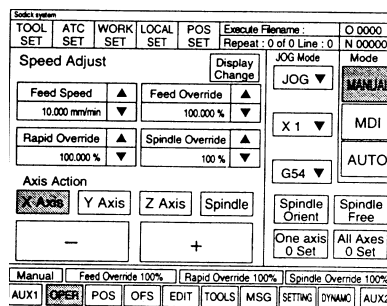 Sodick system
TOOL SET ATC SET WORK SET LOCAL SET POS SET
Execute Filename : O 0000
Repeat : 0 of 0 Line : 0 N 00000
Speed Adjust
Display Change
JOG Mode
Mode
Feed Speed ▲
10.000 mm/min ▼
Feed Override ▲
100.000 % ▼
Rapid Override ▲
100.000 % ▼
Spindle Override ▲
100 % ▼
JOG ▼
X 1 ▼
G54 ▼
MANUAL
MDI
AUTO
Axis Action
X Axis
Y Axis
Z Axis
Spindle
−
+
Spindle Orient
Spindle Free
One axis 0 Set
All Axes 0 Set
Manual
Feed Override 100%
Rapid Override 100%
Spindle Override 100%
AUX1 OPER POS OFS EDIT TOOLS MSG SETTING DYNAMO AUX2